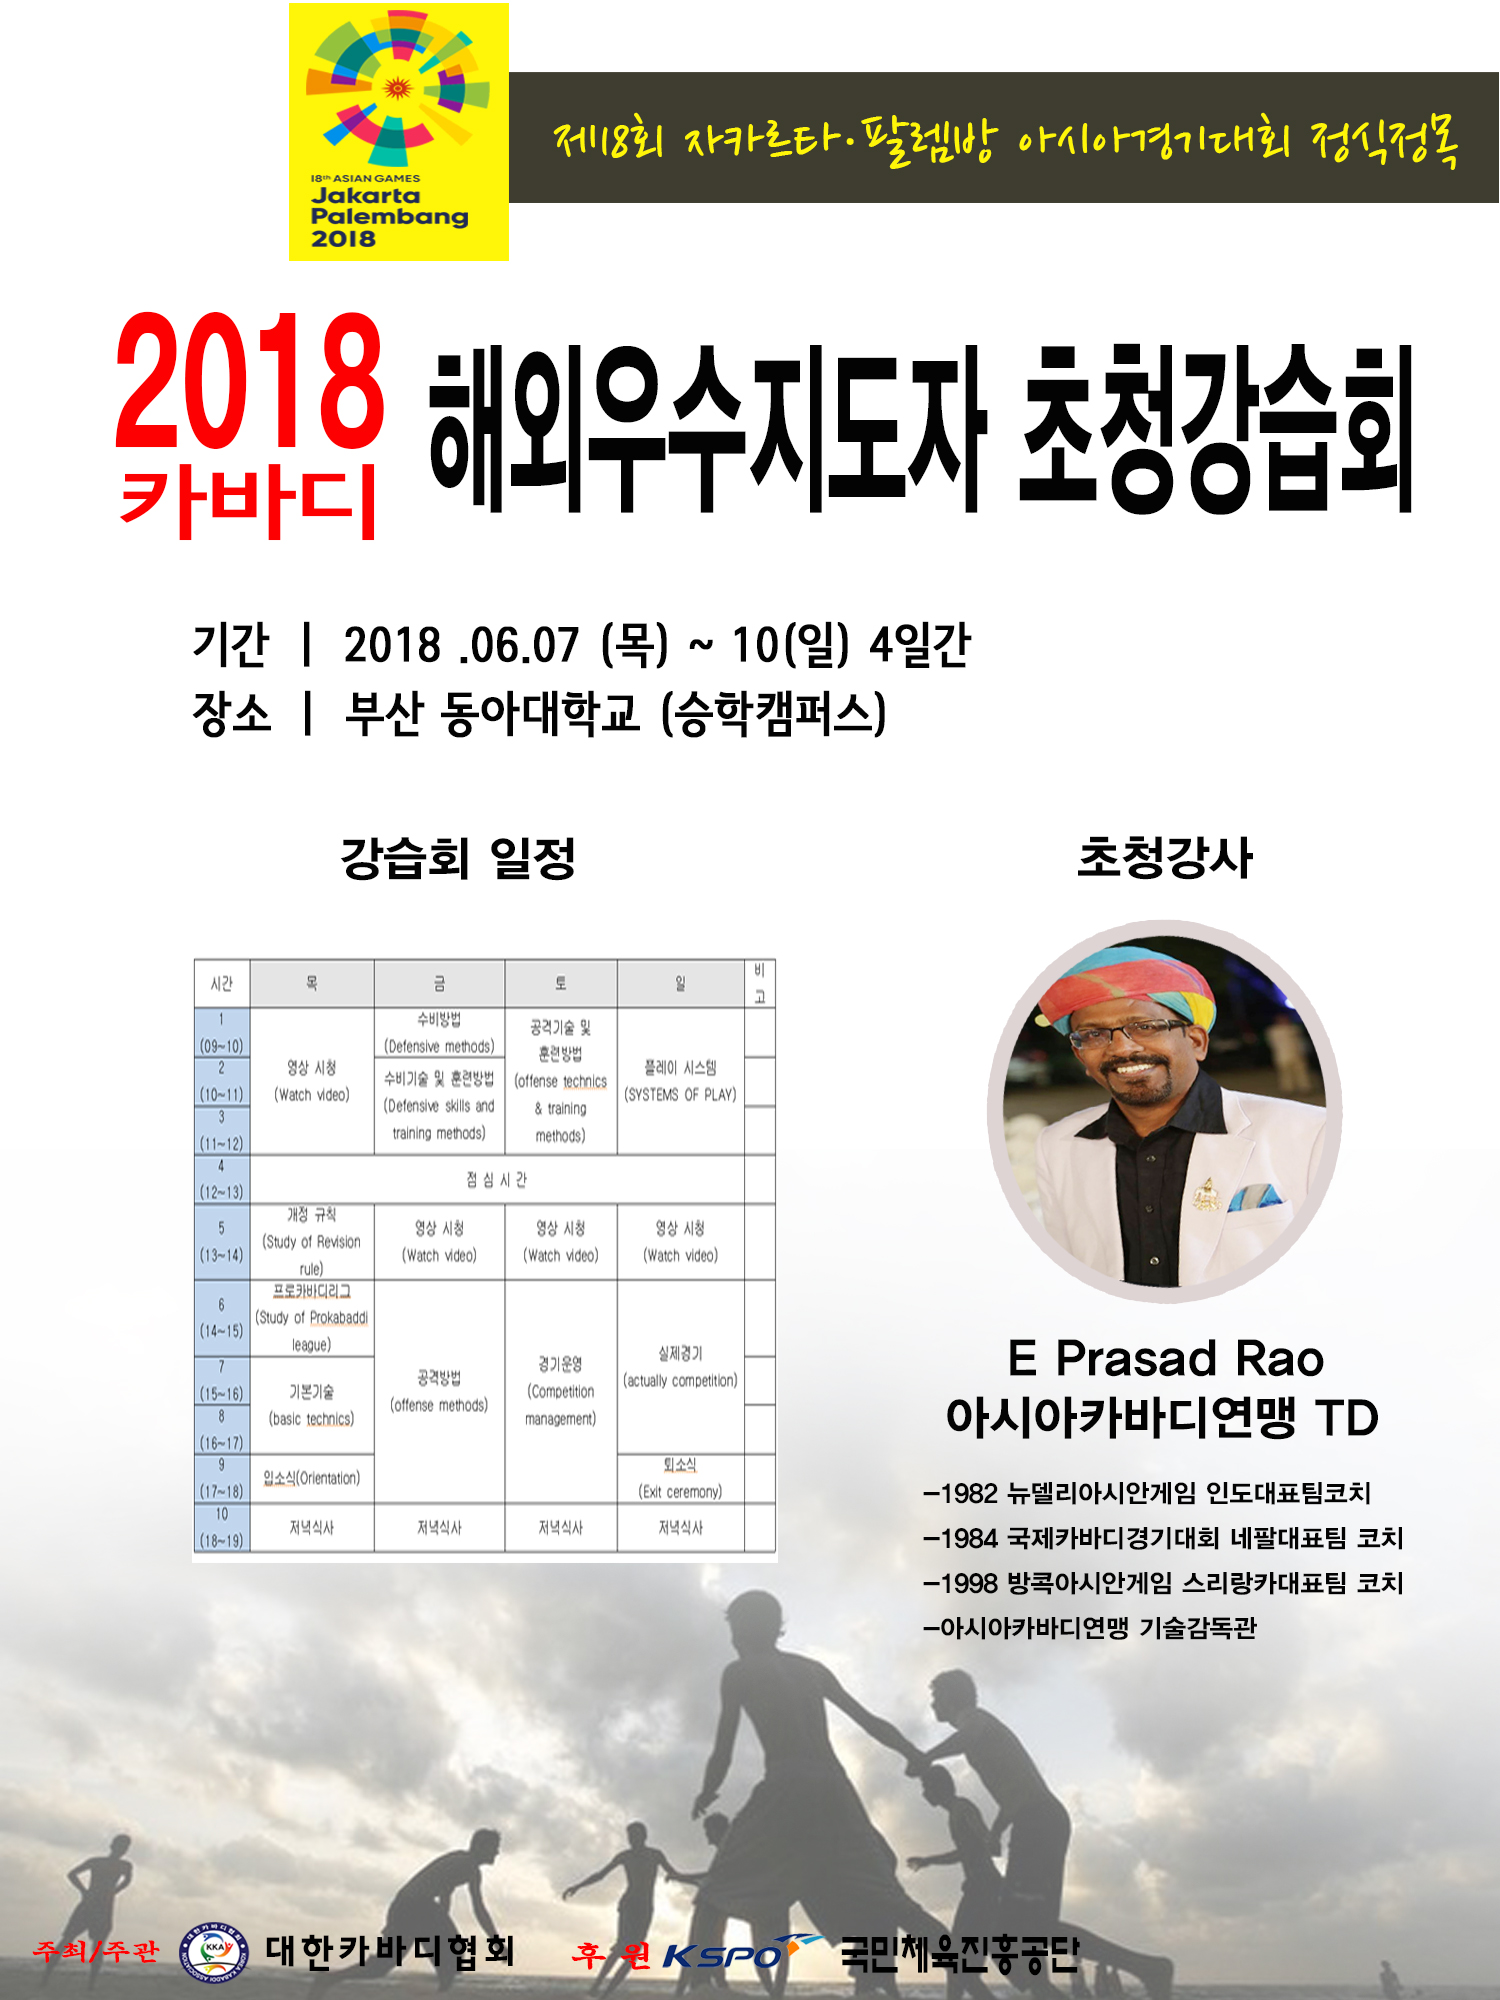 18th ASIAN GAMES
Jakarta
Palembang
2018
제18회 자카르타·팔렘방 아시아경기대회 정식정목
2018
카바디
해외우수지도자 초청강습회
기간 | 2018 .06.07 (목) ~ 10(일) 4일간
장소 | 부산 동아대학교 (승학캠퍼스)
강습회 일정
시간 목 금 토 일 비고
1
(09~10)
2
(10~11)
3
(11~12)
영상 시청
(Watch video)
수비방법
(Defensive methods)
수비기술 및 훈련방법
(Defensive skills and
training methods)
공격기술 및
훈련방법
(offense technics
& training
methods)
플레이 시스템
(SYSTEMS OF PLAY)
4
(12~13)
점 심 시 간
5
(13~14)
개정 규칙
(Study of Revision
rule)
영상 시청
(Watch video)
영상 시청
(Watch video)
영상 시청
(Watch video)
6
(14~15)
프로카바디리그
(Study of Prokabaddi
league)
7
(15~16)
8
(16~17)
기본기술
(basic technics)
공격방법
(offense methods)
경기운영
(Competition
management)
실제경기
(actually competition)
9
(17~18)
입소식(Orientation)
퇴소식
(Exit ceremony)
10
(18~19)
저녁식사
저녁식사
저녁식사
저녁식사
초청강사
E Prasad Rao
아시아카바디연맹 TD
-1982 뉴델리아시안게임 인도대표팀코치
-1984 국제카바디경기대회 네팔대표팀 코치
-1998 방콕아시안게임 스리랑카대표팀 코치
-아시아카바디연맹 기술감독관
주최/주관
대한카바디협회
KKA
KOREA KABADDI ASSOCIATION
대한카바디협회
후 원 KSPO 국민체육진흥공단